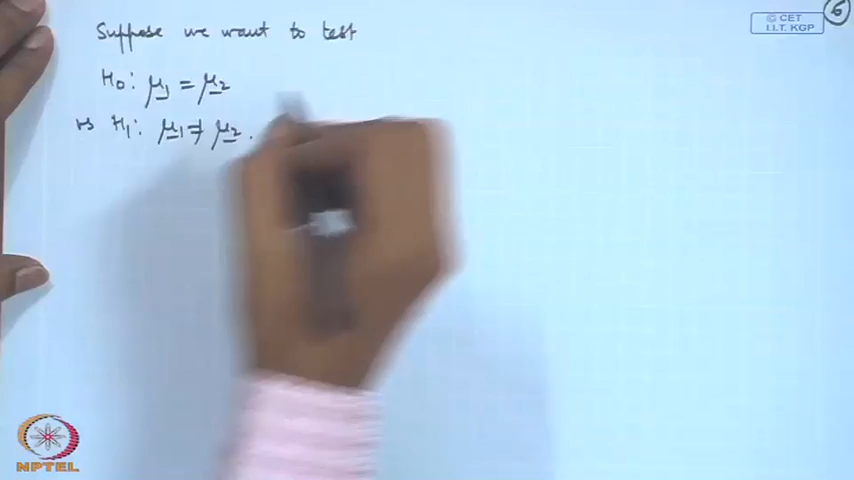 Suppose we want to test
H₀: μ₁ = μ₂
vs H₁: μ₁ ≠ μ₂.
© CET
I.I.T. KGP
6
NPTEL